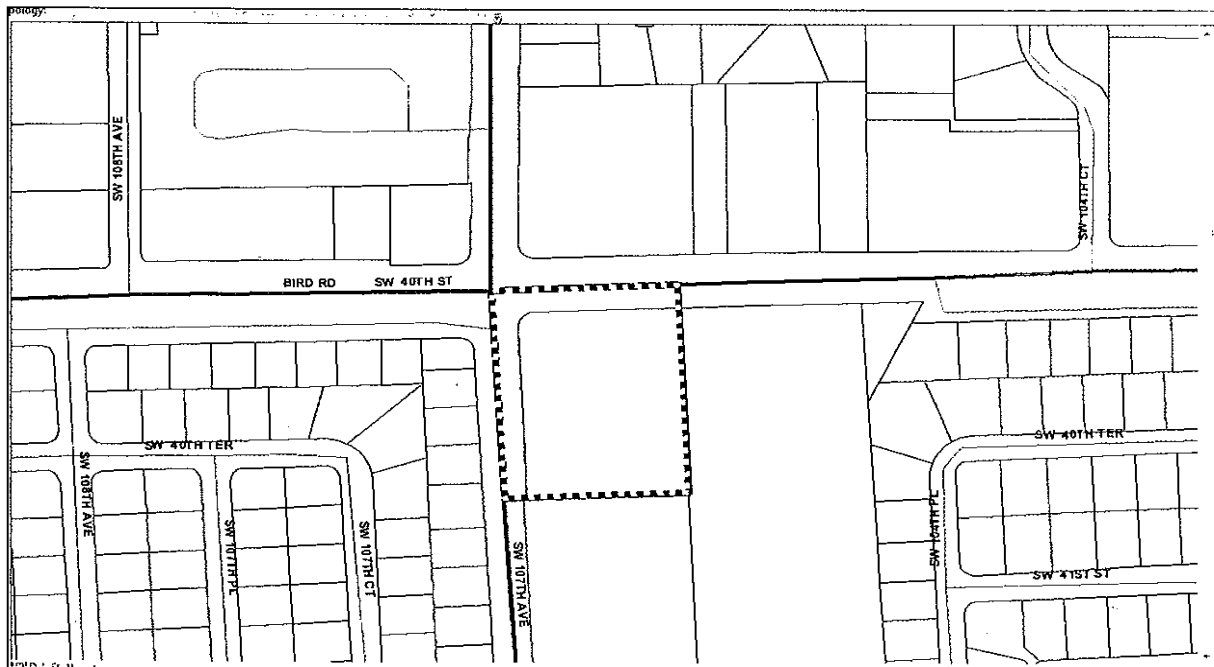 pology:
SW 108TH AVE
SW 104TH CT
BIRD RD SW 40TH ST
SW 40TH TER
SW 40TH TER
SW 108TH AVE
SW 107TH PL
SW 107TH CT
SW 107TH AVE
SW 104TH PL
SW 41ST ST